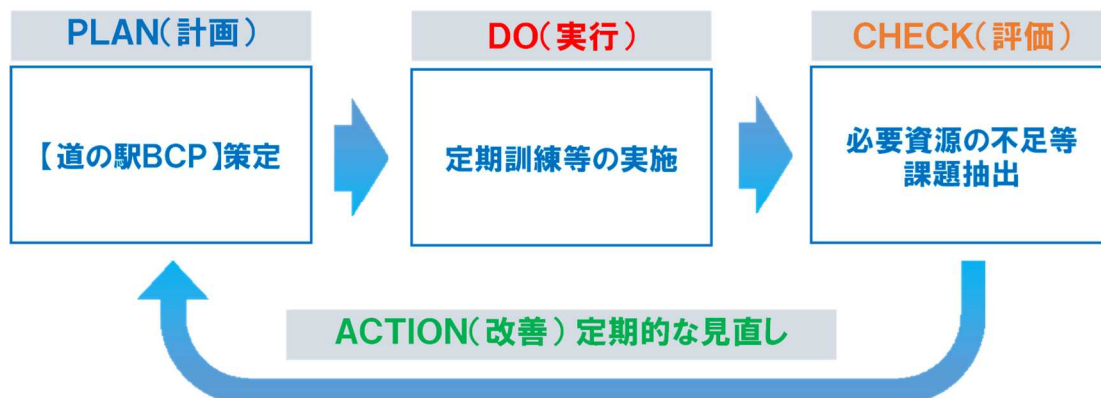 PLAN(計画)
【道の駅BCP】策定
DO(実行)
定期訓練等の実施
CHECK(評価)
必要資源の不足等
課題抽出
ACTION(改善)定期的な見直し